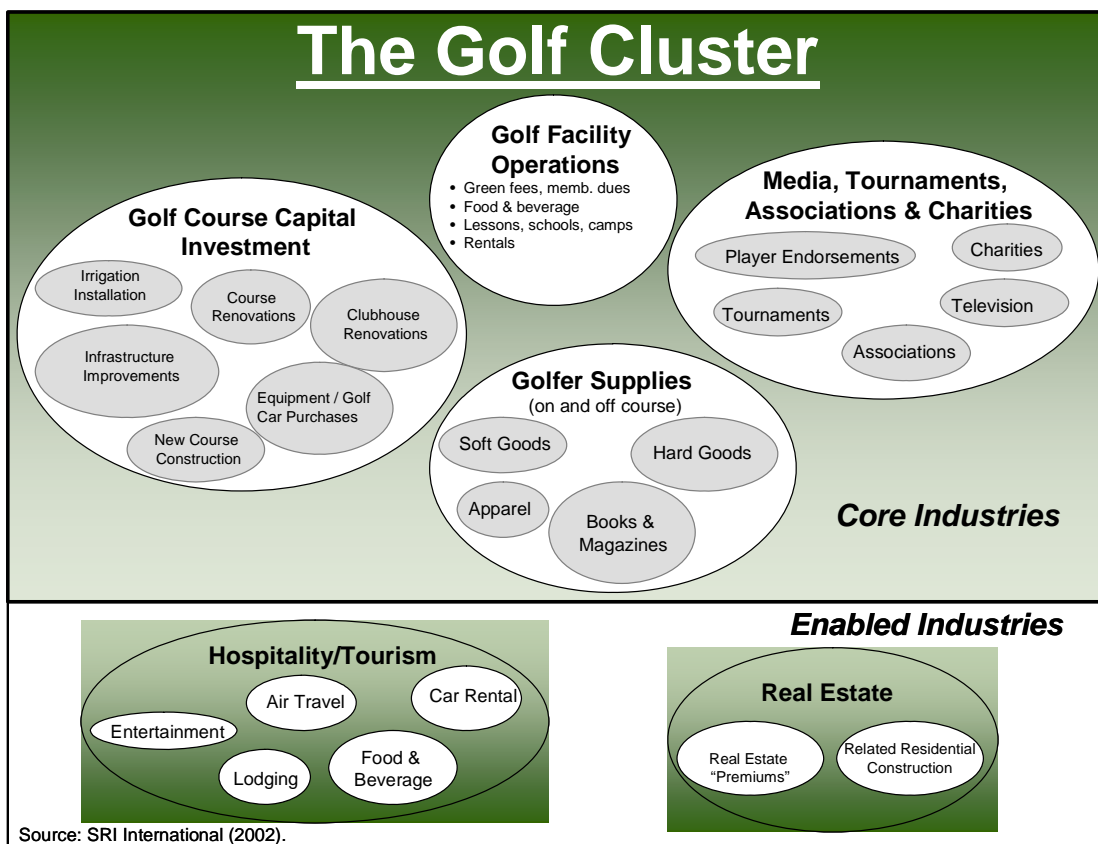 The Golf Cluster
Golf Facility
Operations
• Green fees, memb. dues
• Food & beverage
• Lessons, schools, camps
• Rentals
Golf Course Capital
Investment
Irrigation
Installation
Course
Renovations
Clubhouse
Renovations
Infrastructure
Improvements
Equipment / Golf
Car Purchases
New Course
Construction
Media, Tournaments,
Associations & Charities
Player Endorsements
Charities
Tournaments
Television
Associations
Golfer Supplies
(on and off course)
Soft Goods
Hard Goods
Apparel
Books &
Magazines
Core Industries
Enabled Industries
Hospitality/Tourism
Air Travel
Car Rental
Entertainment
Lodging
Food &
Beverage
Real Estate
Real Estate
“Premiums”
Related Residential
Construction
Source: SRI International (2002).